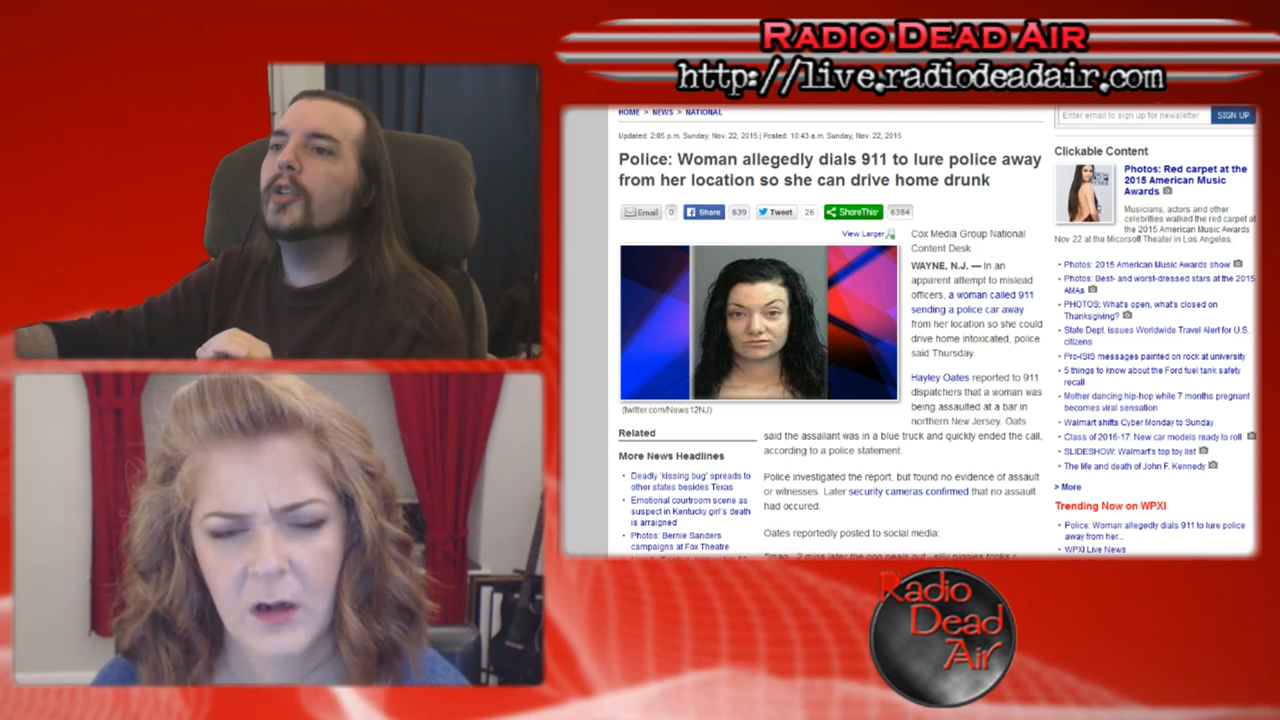 RADIO DEAD AIR
http://live.radiodeadair.com
HOME > NEWS > NATIONAL
Updated: 2:05 p.m. Sunday, Nov. 22, 2015 | Posted: 10:43 a.m. Sunday, Nov. 22, 2015
Police: Woman allegedly dials 911 to lure police away
from her location so she can drive home drunk
Email 0 Share 639 Tweet 26 ShareThis 6384
View Larger
Cox Media Group National
Content Desk
WAYNE, N.J. — In an
apparent attempt to mislead
officers, a woman called 911
sending a police car away
from her location so she could
drive home intoxicated, police
said Thursday.
Hayley Oates reported to 911
dispatchers that a woman was
being assaulted at a bar in
northern New Jersey. Oats
said the assailant was in a blue truck and quickly ended the call,
according to a police statement.
Police investigated the report, but found no evidence of assault
or witnesses. Later security cameras confirmed that no assault
had occured.
Oates reportedly posted to social media:
(twitter.com/News12NJ)
Related
More News Headlines
Deadly 'kissing bug' spreads to
other states besides Texas
Emotional courtroom scene as
suspect in Kentucky girl's death
is arraigned
Photos: Bernie Sanders
campaigns at Fox Theatre
Enter email to sign up for newsletter SIGN UP
Clickable Content
Photos: Red carpet at the
2015 American Music
Awards
Musicians, actors and other
celebrities walked the red carpet at
the 2015 American Music Awards
Nov 22 at the Micorsoft Theater in Los Angeles.
Photos: 2015 American Music Awards show
Photos: Best- and worst-dressed stars at the 2015
AMAs
PHOTOS: What's open, what's closed on
Thanksgiving?
State Dept. issues Worldwide Travel Alert for U.S.
citizens
Pro-ISIS messages painted on rock at university
5 things to know about the Ford fuel tank safety
recall
Mother dancing hip-hop while 7 months pregnant
becomes viral sensation
Walmart shifts Cyber Monday to Sunday
Class of 2016-17: New car models ready to roll
SLIDESHOW: Walmart's top toy list
The life and death of John F. Kennedy
> More
Trending Now on WPXI
Police: Woman allegedly dials 911 to lure police
away from her...
WPXI Live News
Radio
Dead
Air